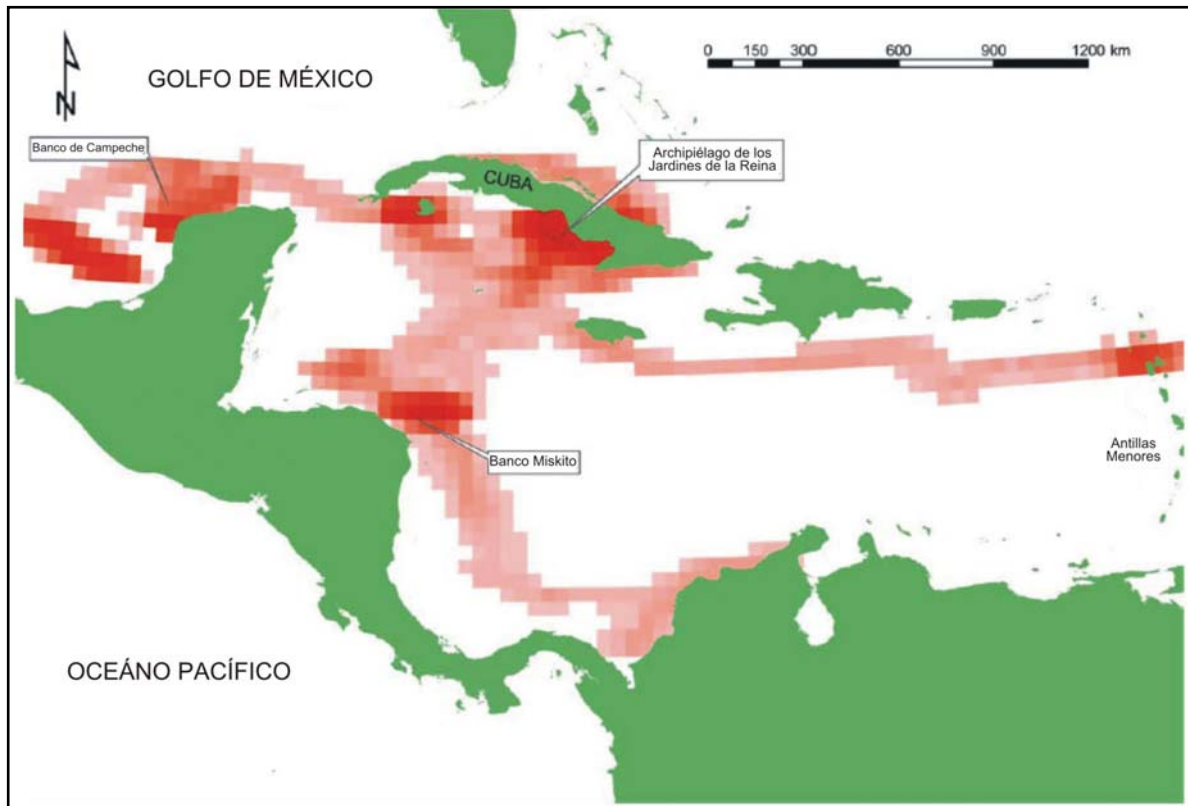 GOLFO DE MÉXICO
0 150 300 600 900 1200 km
N
Banco de Campeche
Archipiélago de los
Jardines de la Reina
CUBA
Banco Miskito
Antillas
Menores
OCEÁNO PACÍFICO